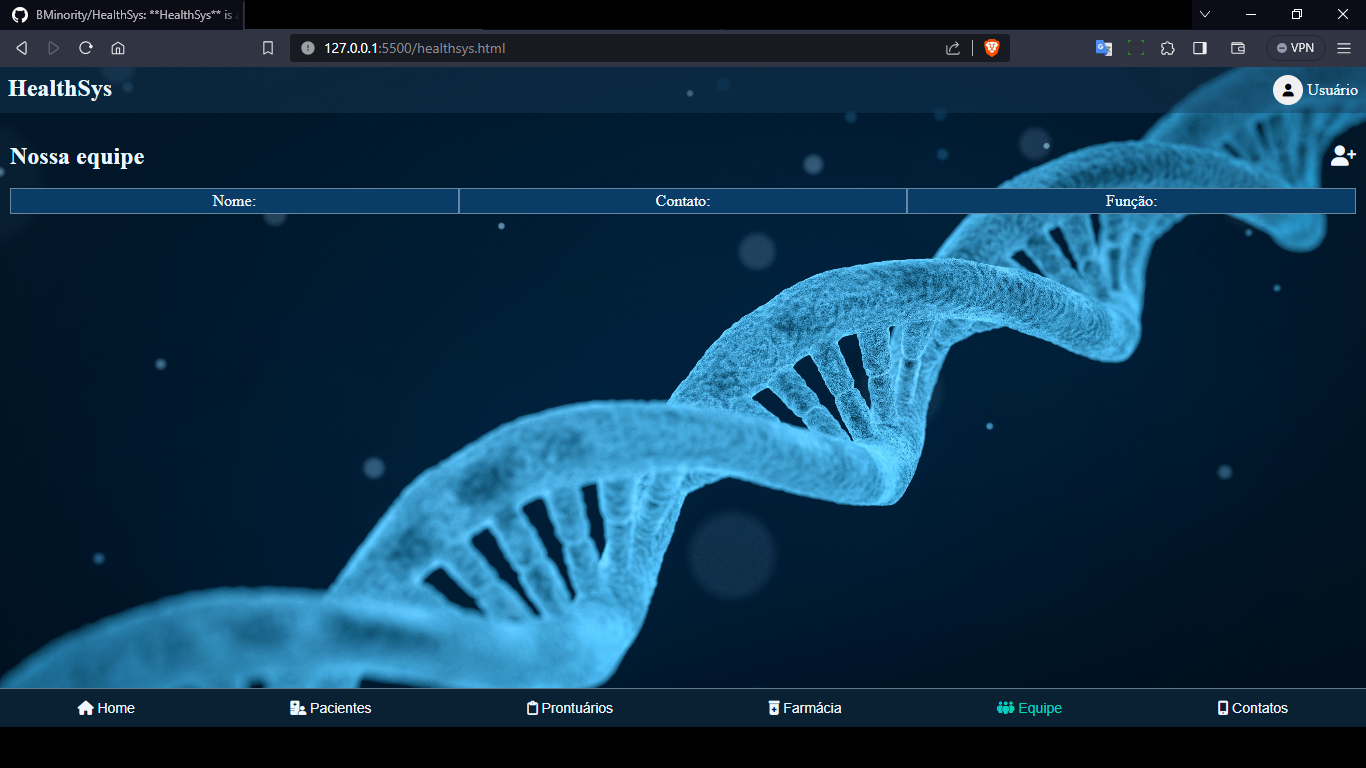 BMinority/HealthSys: **HealthSys** is a
127.0.0.1:5500/healthsys.html
VPN
HealthSys
Usuário
Nossa equipe
Nome: Contato: Função:
Home Pacientes Prontuários Farmácia Equipe Contatos